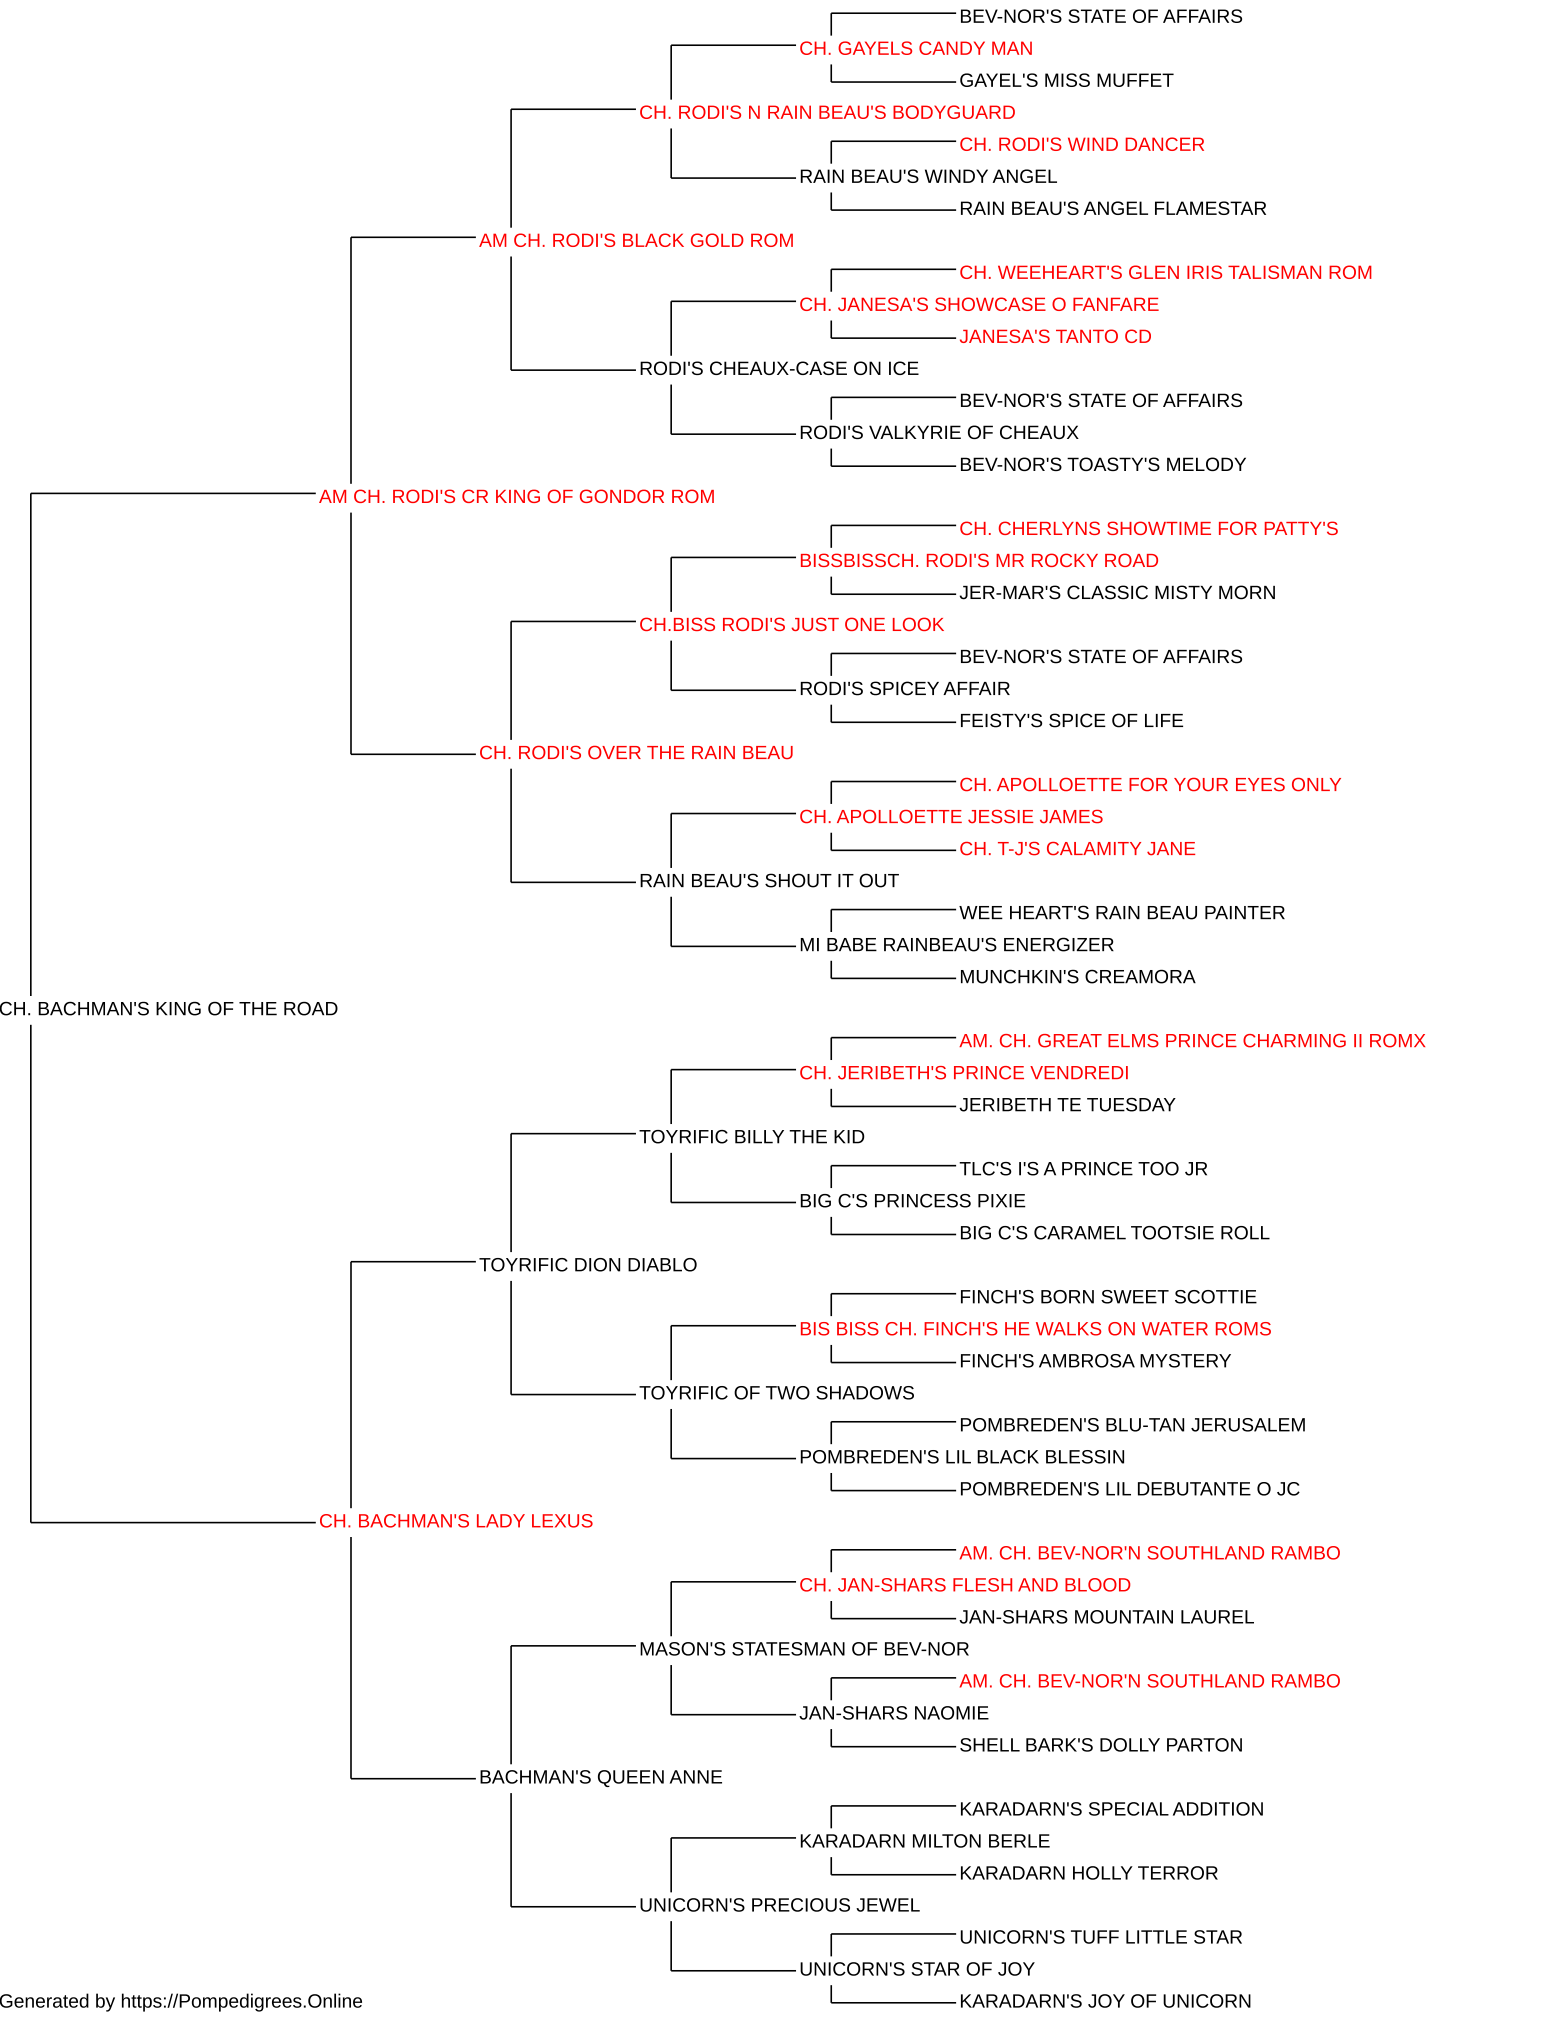 BEV-NOR'S STATE OF AFFAIRS
CH. GAYELS CANDY MAN
GAYEL'S MISS MUFFET
CH. RODI'S N RAIN BEAU'S BODYGUARD
CH. RODI'S WIND DANCER
RAIN BEAU'S WINDY ANGEL
RAIN BEAU'S ANGEL FLAMESTAR
AM CH. RODI'S BLACK GOLD ROM
CH. WEEHEART'S GLEN IRIS TALISMAN ROM
CH. JANESA'S SHOWCASE O FANFARE
JANESA'S TANTO CD
RODI'S CHEAUX-CASE ON ICE
BEV-NOR'S STATE OF AFFAIRS
RODI'S VALKYRIE OF CHEAUX
BEV-NOR'S TOASTY'S MELODY
AM CH. RODI'S CR KING OF GONDOR ROM
CH. CHERLYNS SHOWTIME FOR PATTY'S
BISSBISSCH. RODI'S MR ROCKY ROAD
JER-MAR'S CLASSIC MISTY MORN
CH.BISS RODI'S JUST ONE LOOK
BEV-NOR'S STATE OF AFFAIRS
RODI'S SPICEY AFFAIR
FEISTY'S SPICE OF LIFE
CH. RODI'S OVER THE RAIN BEAU
CH. APOLLOETTE FOR YOUR EYES ONLY
CH. APOLLOETTE JESSIE JAMES
CH. T-J'S CALAMITY JANE
RAIN BEAU'S SHOUT IT OUT
WEE HEART'S RAIN BEAU PAINTER
MI BABE RAINBEAU'S ENERGIZER
MUNCHKIN'S CREAMORA
CH. BACHMAN'S KING OF THE ROAD
AM. CH. GREAT ELMS PRINCE CHARMING II ROMX
CH. JERIBETH'S PRINCE VENDREDI
JERIBETH TE TUESDAY
TOYRIFIC BILLY THE KID
TLC'S I'S A PRINCE TOO JR
BIG C'S PRINCESS PIXIE
BIG C'S CARAMEL TOOTSIE ROLL
TOYRIFIC DION DIABLO
FINCH'S BORN SWEET SCOTTIE
BIS BISS CH. FINCH'S HE WALKS ON WATER ROMS
FINCH'S AMBROSA MYSTERY
TOYRIFIC OF TWO SHADOWS
POMBREDEN'S BLU-TAN JERUSALEM
POMBREDEN'S LIL BLACK BLESSIN
POMBREDEN'S LIL DEBUTANTE O JC
CH. BACHMAN'S LADY LEXUS
AM. CH. BEV-NOR'N SOUTHLAND RAMBO
CH. JAN-SHARS FLESH AND BLOOD
JAN-SHARS MOUNTAIN LAUREL
MASON'S STATESMAN OF BEV-NOR
AM. CH. BEV-NOR'N SOUTHLAND RAMBO
JAN-SHARS NAOMIE
SHELL BARK'S DOLLY PARTON
BACHMAN'S QUEEN ANNE
KARADARN'S SPECIAL ADDITION
KARADARN MILTON BERLE
KARADARN HOLLY TERROR
UNICORN'S PRECIOUS JEWEL
UNICORN'S TUFF LITTLE STAR
UNICORN'S STAR OF JOY
KARADARN'S JOY OF UNICORN
Generated by https://Pompedigrees.Online